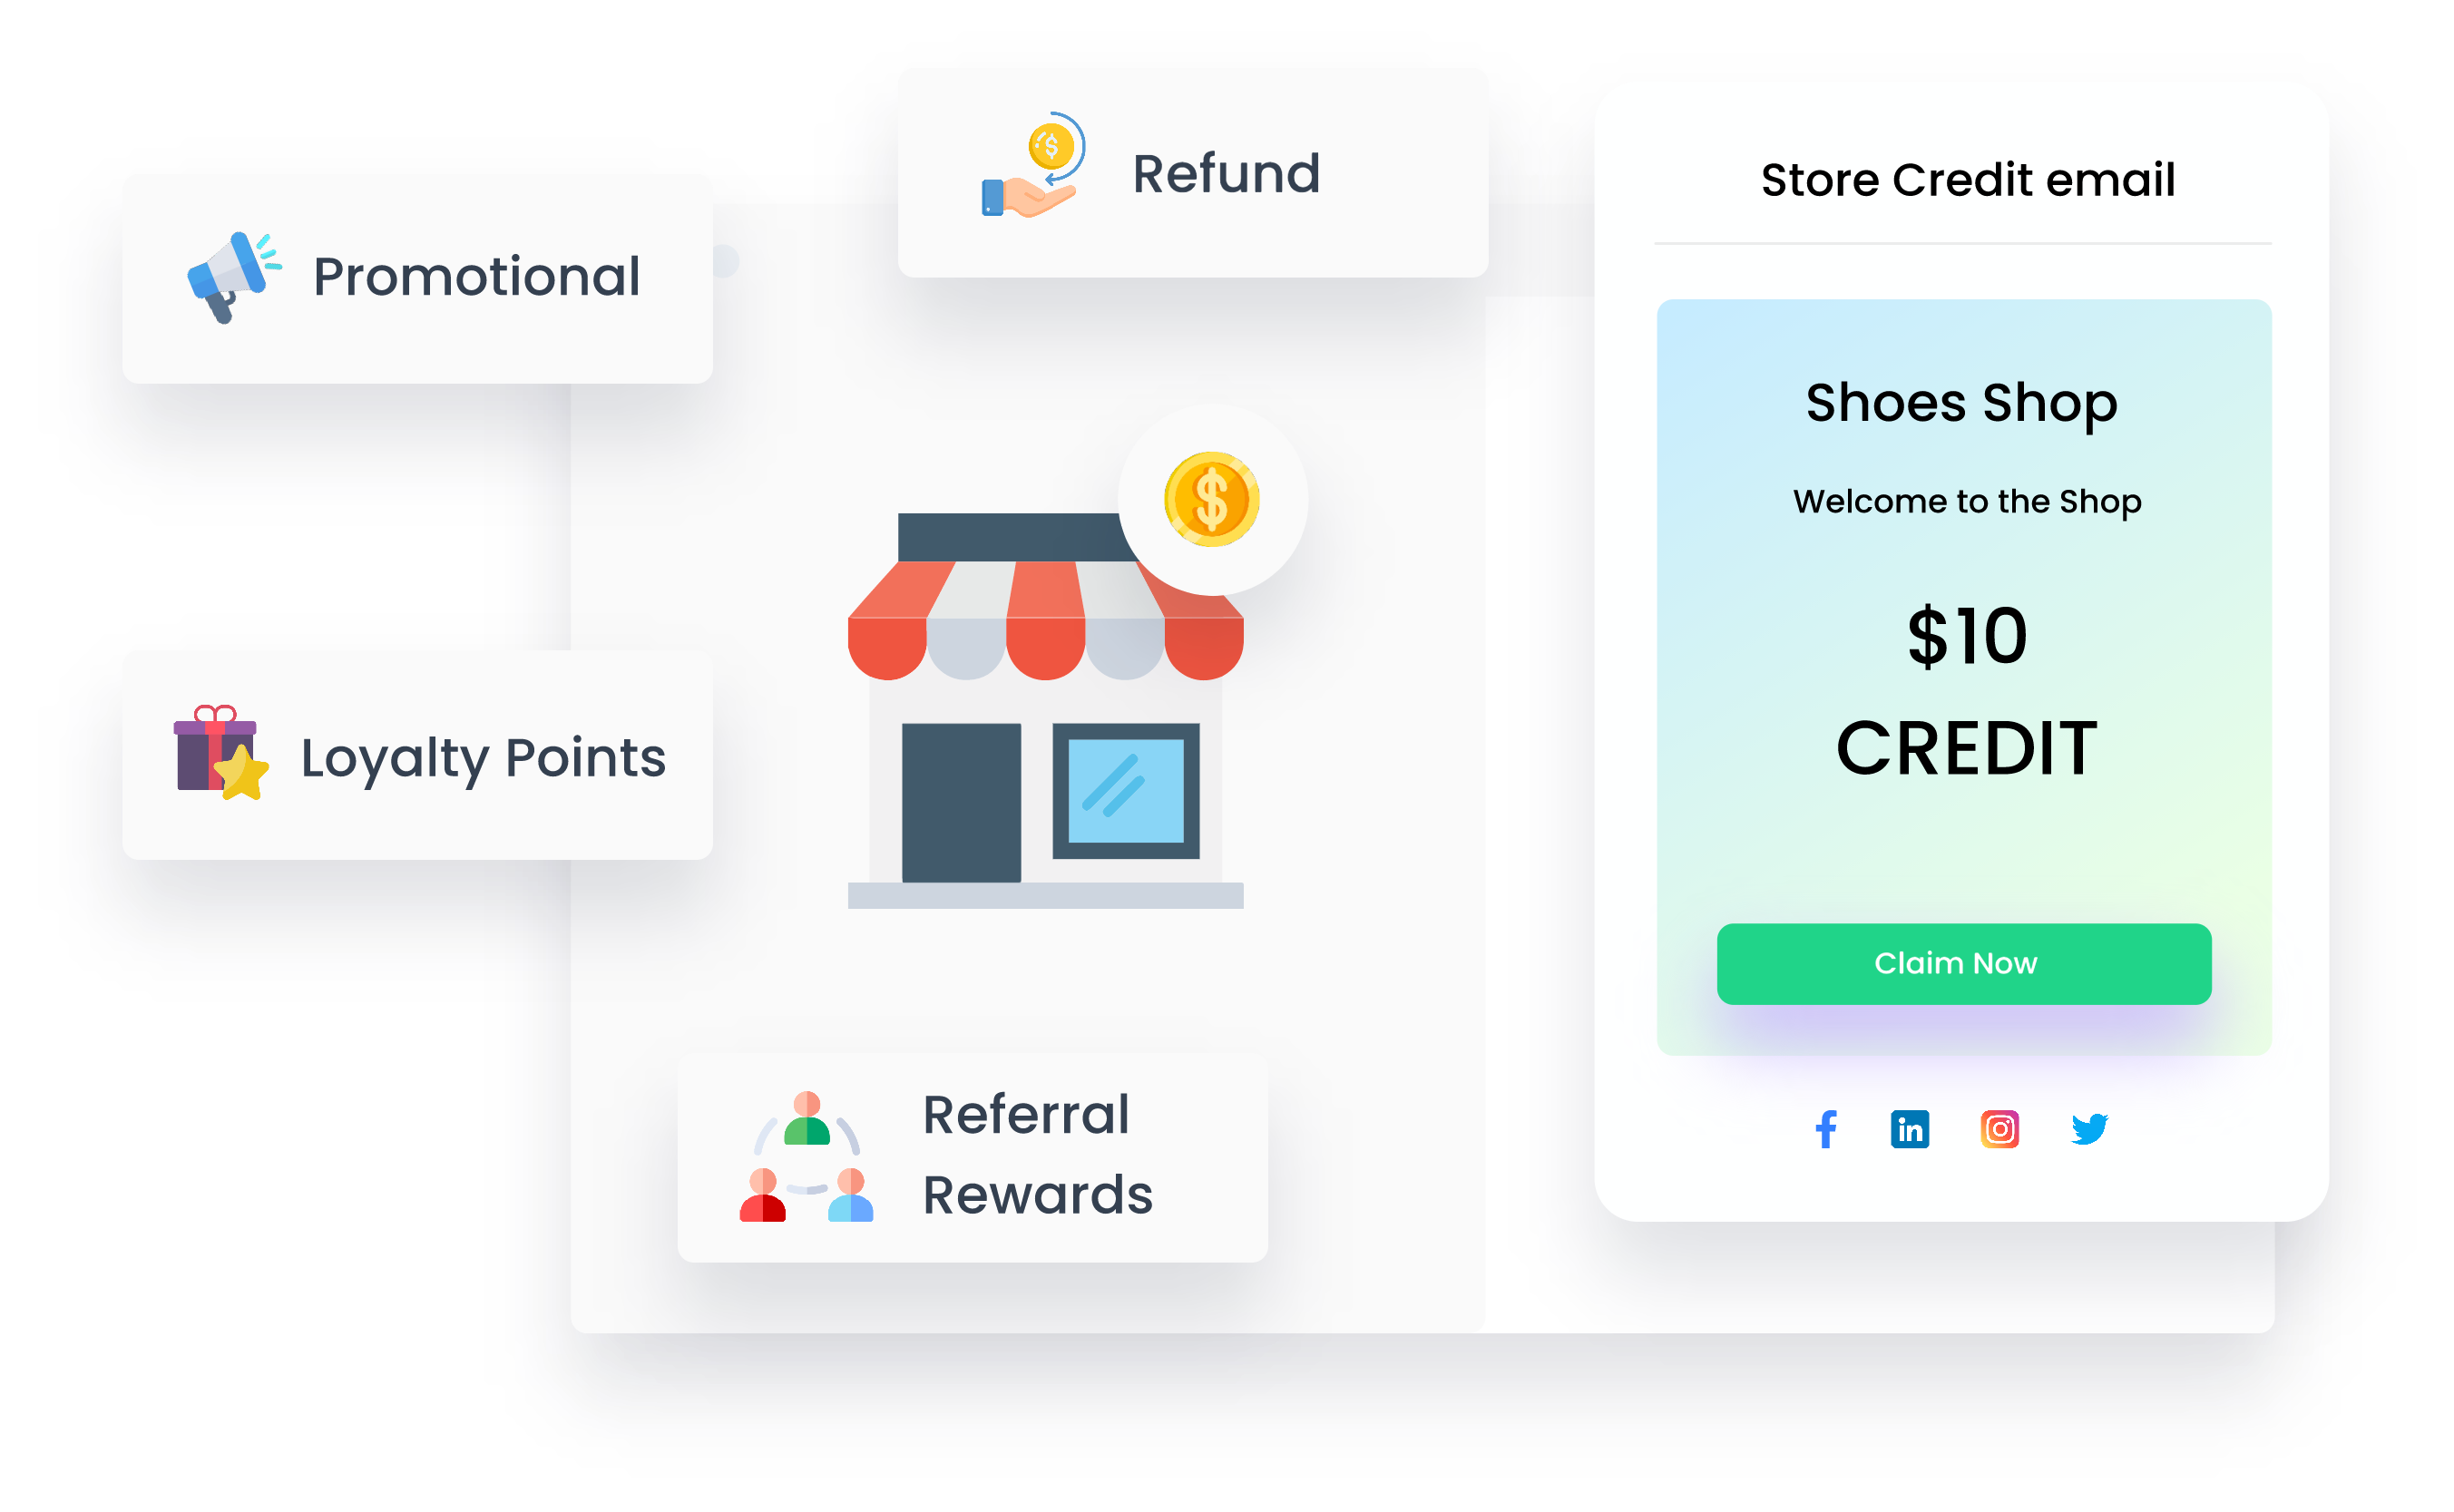 Promotional
Refund
Loyalty Points
Referral
Rewards
Store Credit email
Shoes Shop
Welcome to the Shop
$10
CREDIT
Claim Now